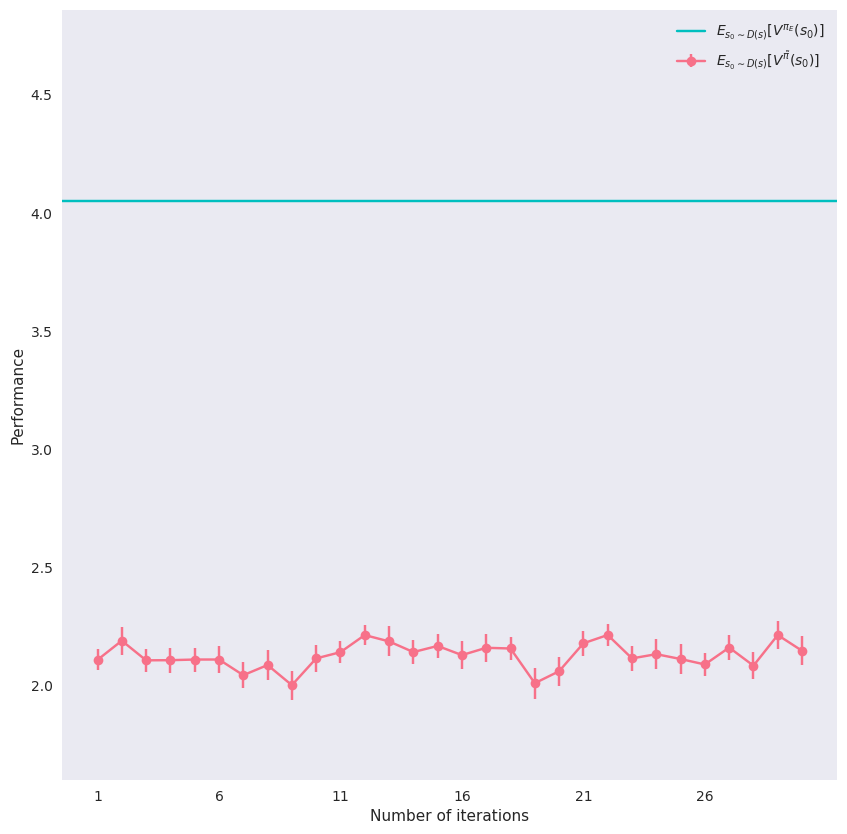 $E_{s_0 \sim D(s)}[V^{\pi_E}(s_0)]$
$E_{s_0 \sim D(s)}[V^{\tilde{\pi}}(s_0)]$
4.5
4.0
3.5
3.0
2.5
2.0
Performance
1 6 11 16 21 26
Number of iterations